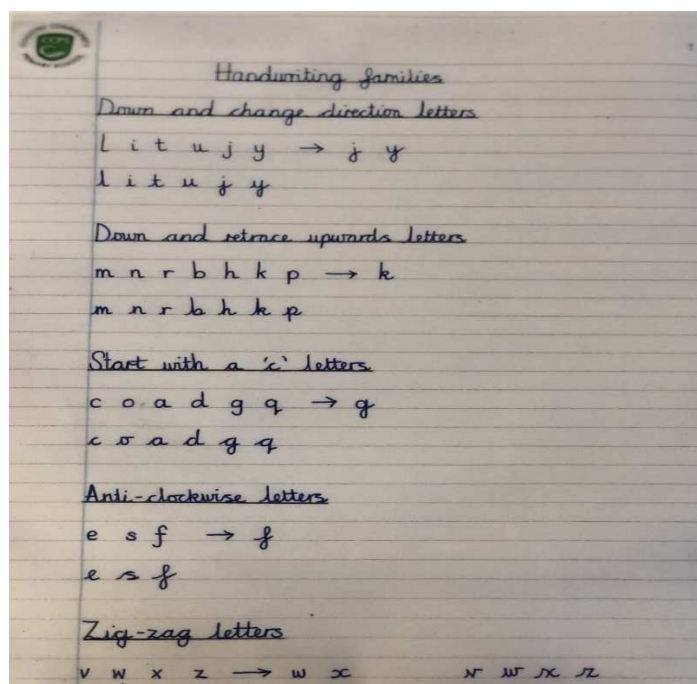 CCPS
Handwriting families
Down and change direction letters
l i t u j y → j y
l i t u j y
Down and retrace upwards letters
m n r b h k p → k
m n r b h k p
Start with a 'c' letters
c o a d g q → g
c o a d g q
Anti-clockwise letters
e s f → f
e s f
Zig-zag letters
v w x z → w x v w x z